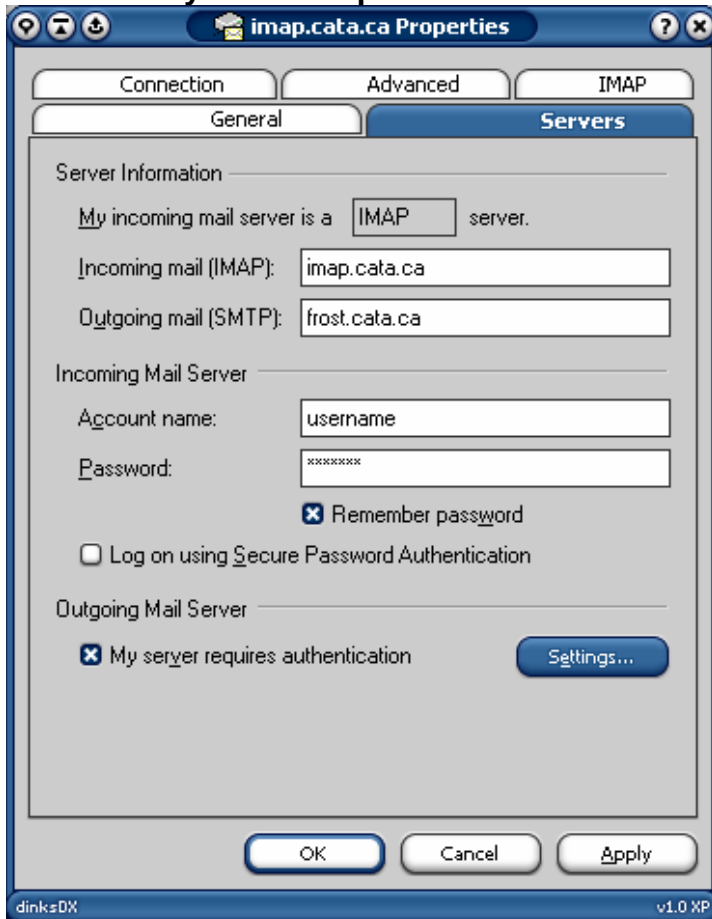 imap.cata.ca Properties
Connection Advanced IMAP
General Servers
Server Information
My incoming mail server is a IMAP server.
Incoming mail (IMAP): imap.cata.ca
Outgoing mail (SMTP): frost.cata.ca
Incoming Mail Server
Account name: username
Password: *******
Remember password
Log on using Secure Password Authentication
Outgoing Mail Server
My server requires authentication Settings...
OK Cancel Apply
dinksDX v1.0 XP